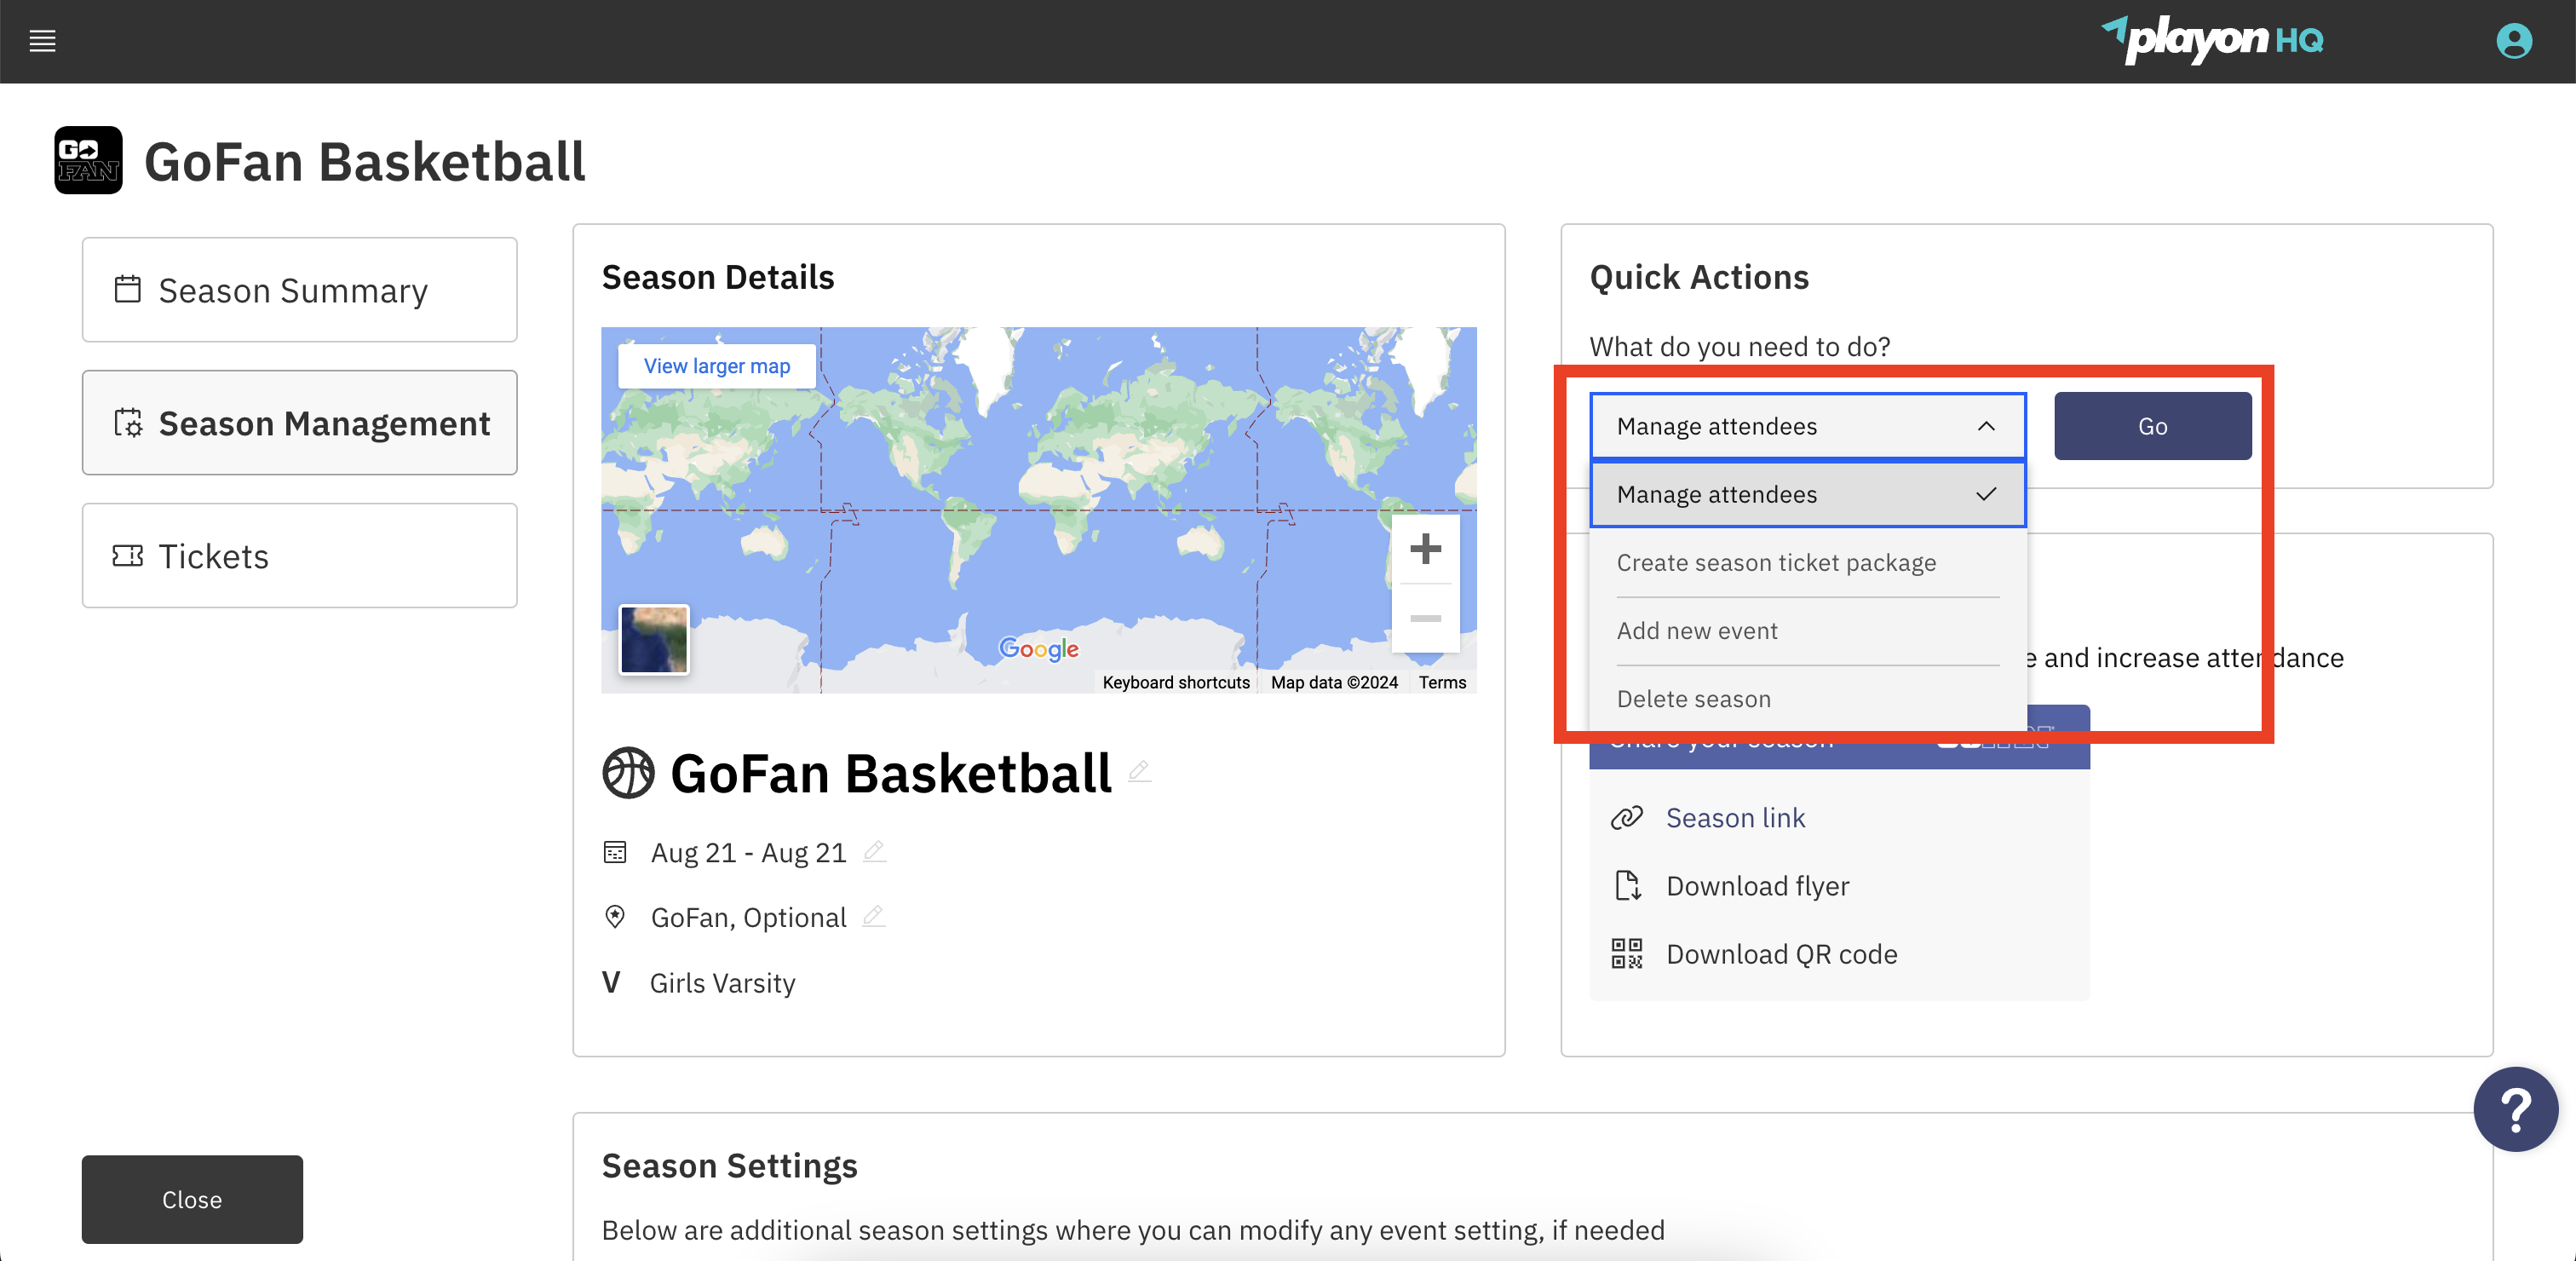 playon HQ
GO
FAN
GoFan Basketball
Season Summary
Season Management
Tickets
Close
Season Details
View larger map
Google
Keyboard shortcuts
Map data ©2024
Terms
GoFan Basketball
Aug 21 - Aug 21
GoFan, Optional
V Girls Varsity
Quick Actions
What do you need to do?
Manage attendees
Go
Manage attendees
Create season ticket package
Add new event
Delete season
e and increase attendance
Share your season
Season link
Download flyer
Download QR code
?
Season Settings
Below are additional season settings where you can modify any event setting, if needed